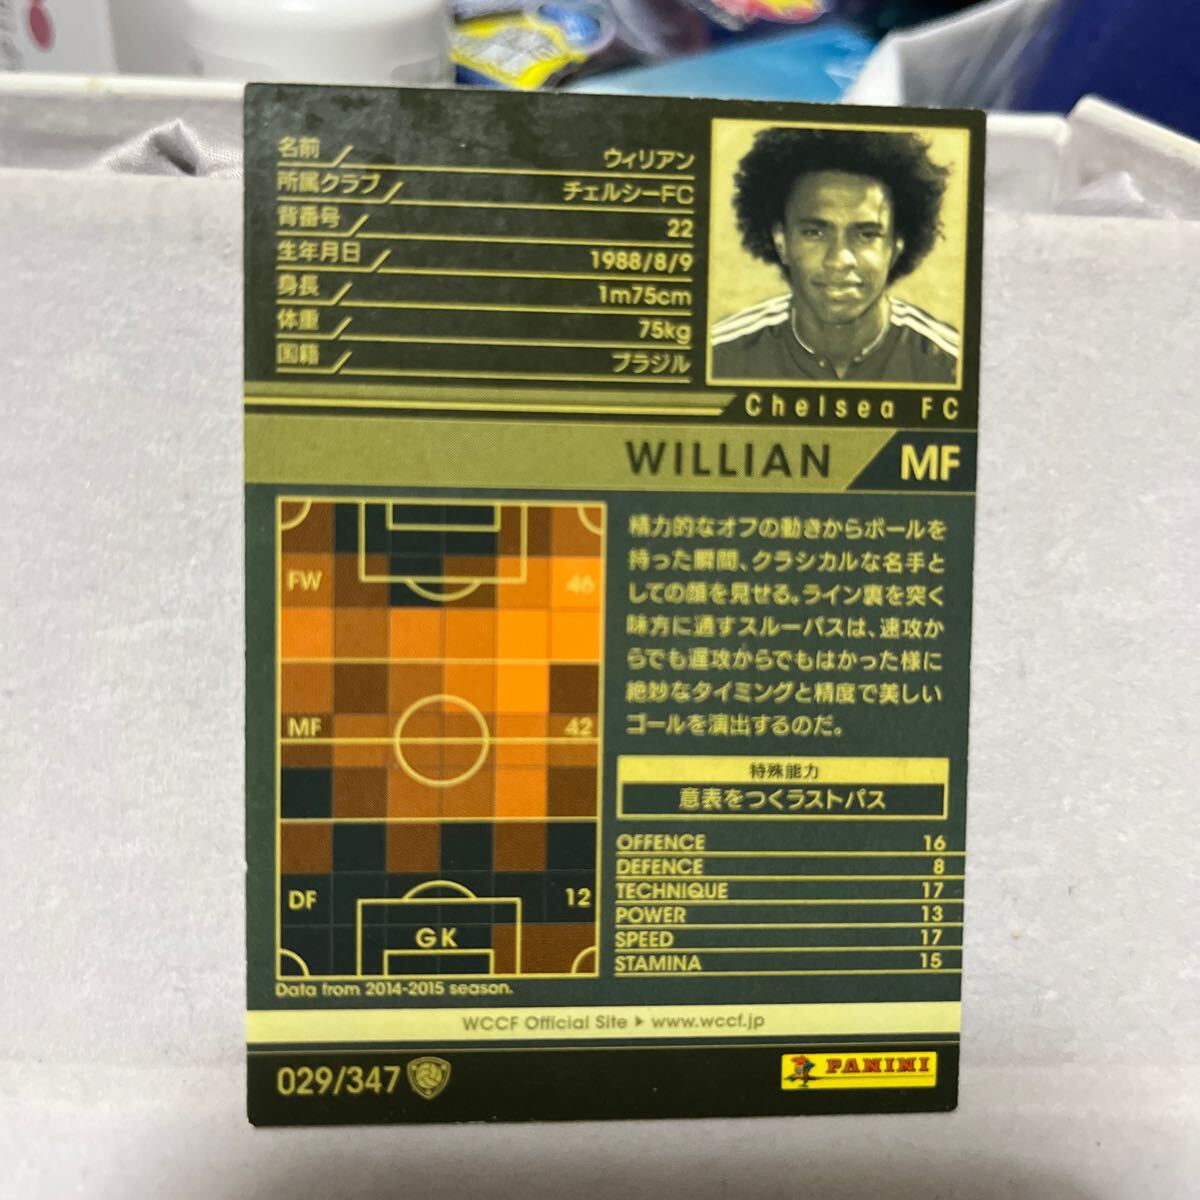 名前 ウィリアン
所属クラブ チェルシーFC
背番号 22
生年月日 1988/8/9
身長 1m75cm
体重 75kg
国籍 ブラジル
Chelsea FC
WILLIAN MF
FW 46
MF 42
DF 12
GK
Data from 2014-2015 season.
精力的なオフの動きからボールを
持った瞬間、クラシカルな名手と
しての顔を見せる。ライン裏を突く
味方に通すスルーパスは、速攻か
らでも遅攻からでもはかった様に
絶妙なタイミングと精度で美しい
ゴールを演出するのだ。
特殊能力
意表をつくラストパス
OFFENCE 16
DEFENCE 8
TECHNIQUE 17
POWER 13
SPEED 17
STAMINA 15
WCCF Official Site ▶ www.wccf.jp
029/347
PANINI